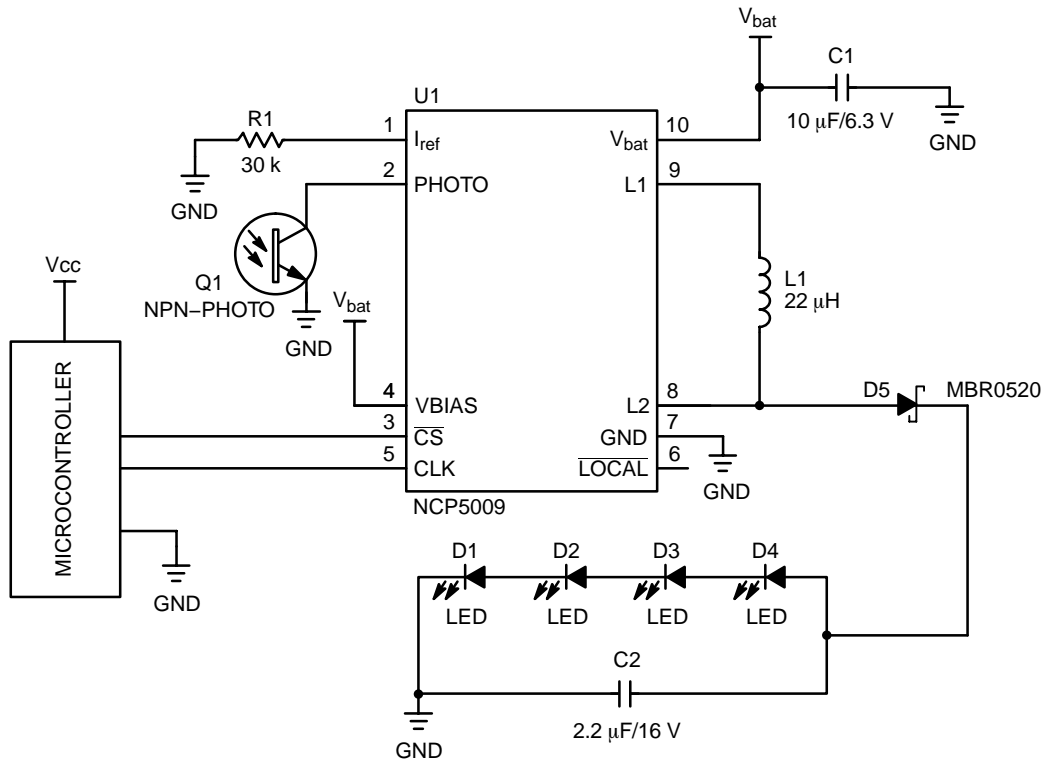 Vbat
C1
10 μF/6.3 V
GND
U1
R1
30 k
GND
1
Iref
2
PHOTO
10
Vbat
9
L1
Q1
NPN–PHOTO
GND
Vbat
L1
22 μH
Vcc
MICROCONTROLLER
GND
4
VBIAS
3
CS
5
CLK
8
L2
7
GND
6
LOCAL
GND
NCP5009
D5
MBR0520
D1
D2
D3
D4
LED
LED
LED
LED
C2
2.2 μF/16 V
GND